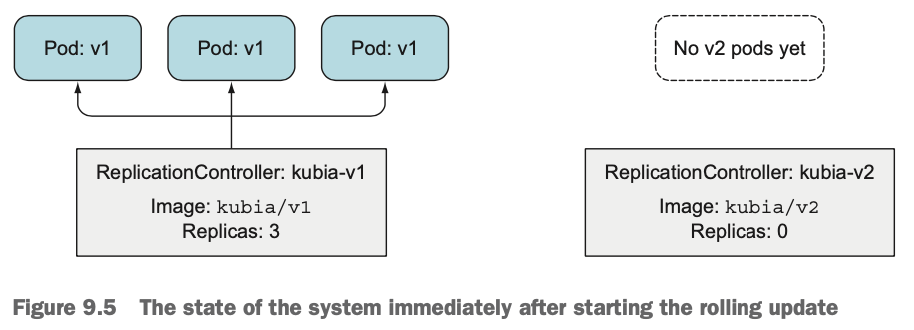 Pod: v1
Pod: v1
Pod: v1
No v2 pods yet
ReplicationController: kubia-v1
Image: kubia/v1
Replicas: 3
ReplicationController: kubia-v2
Image: kubia/v2
Replicas: 0
Figure 9.5 The state of the system immediately after starting the rolling update